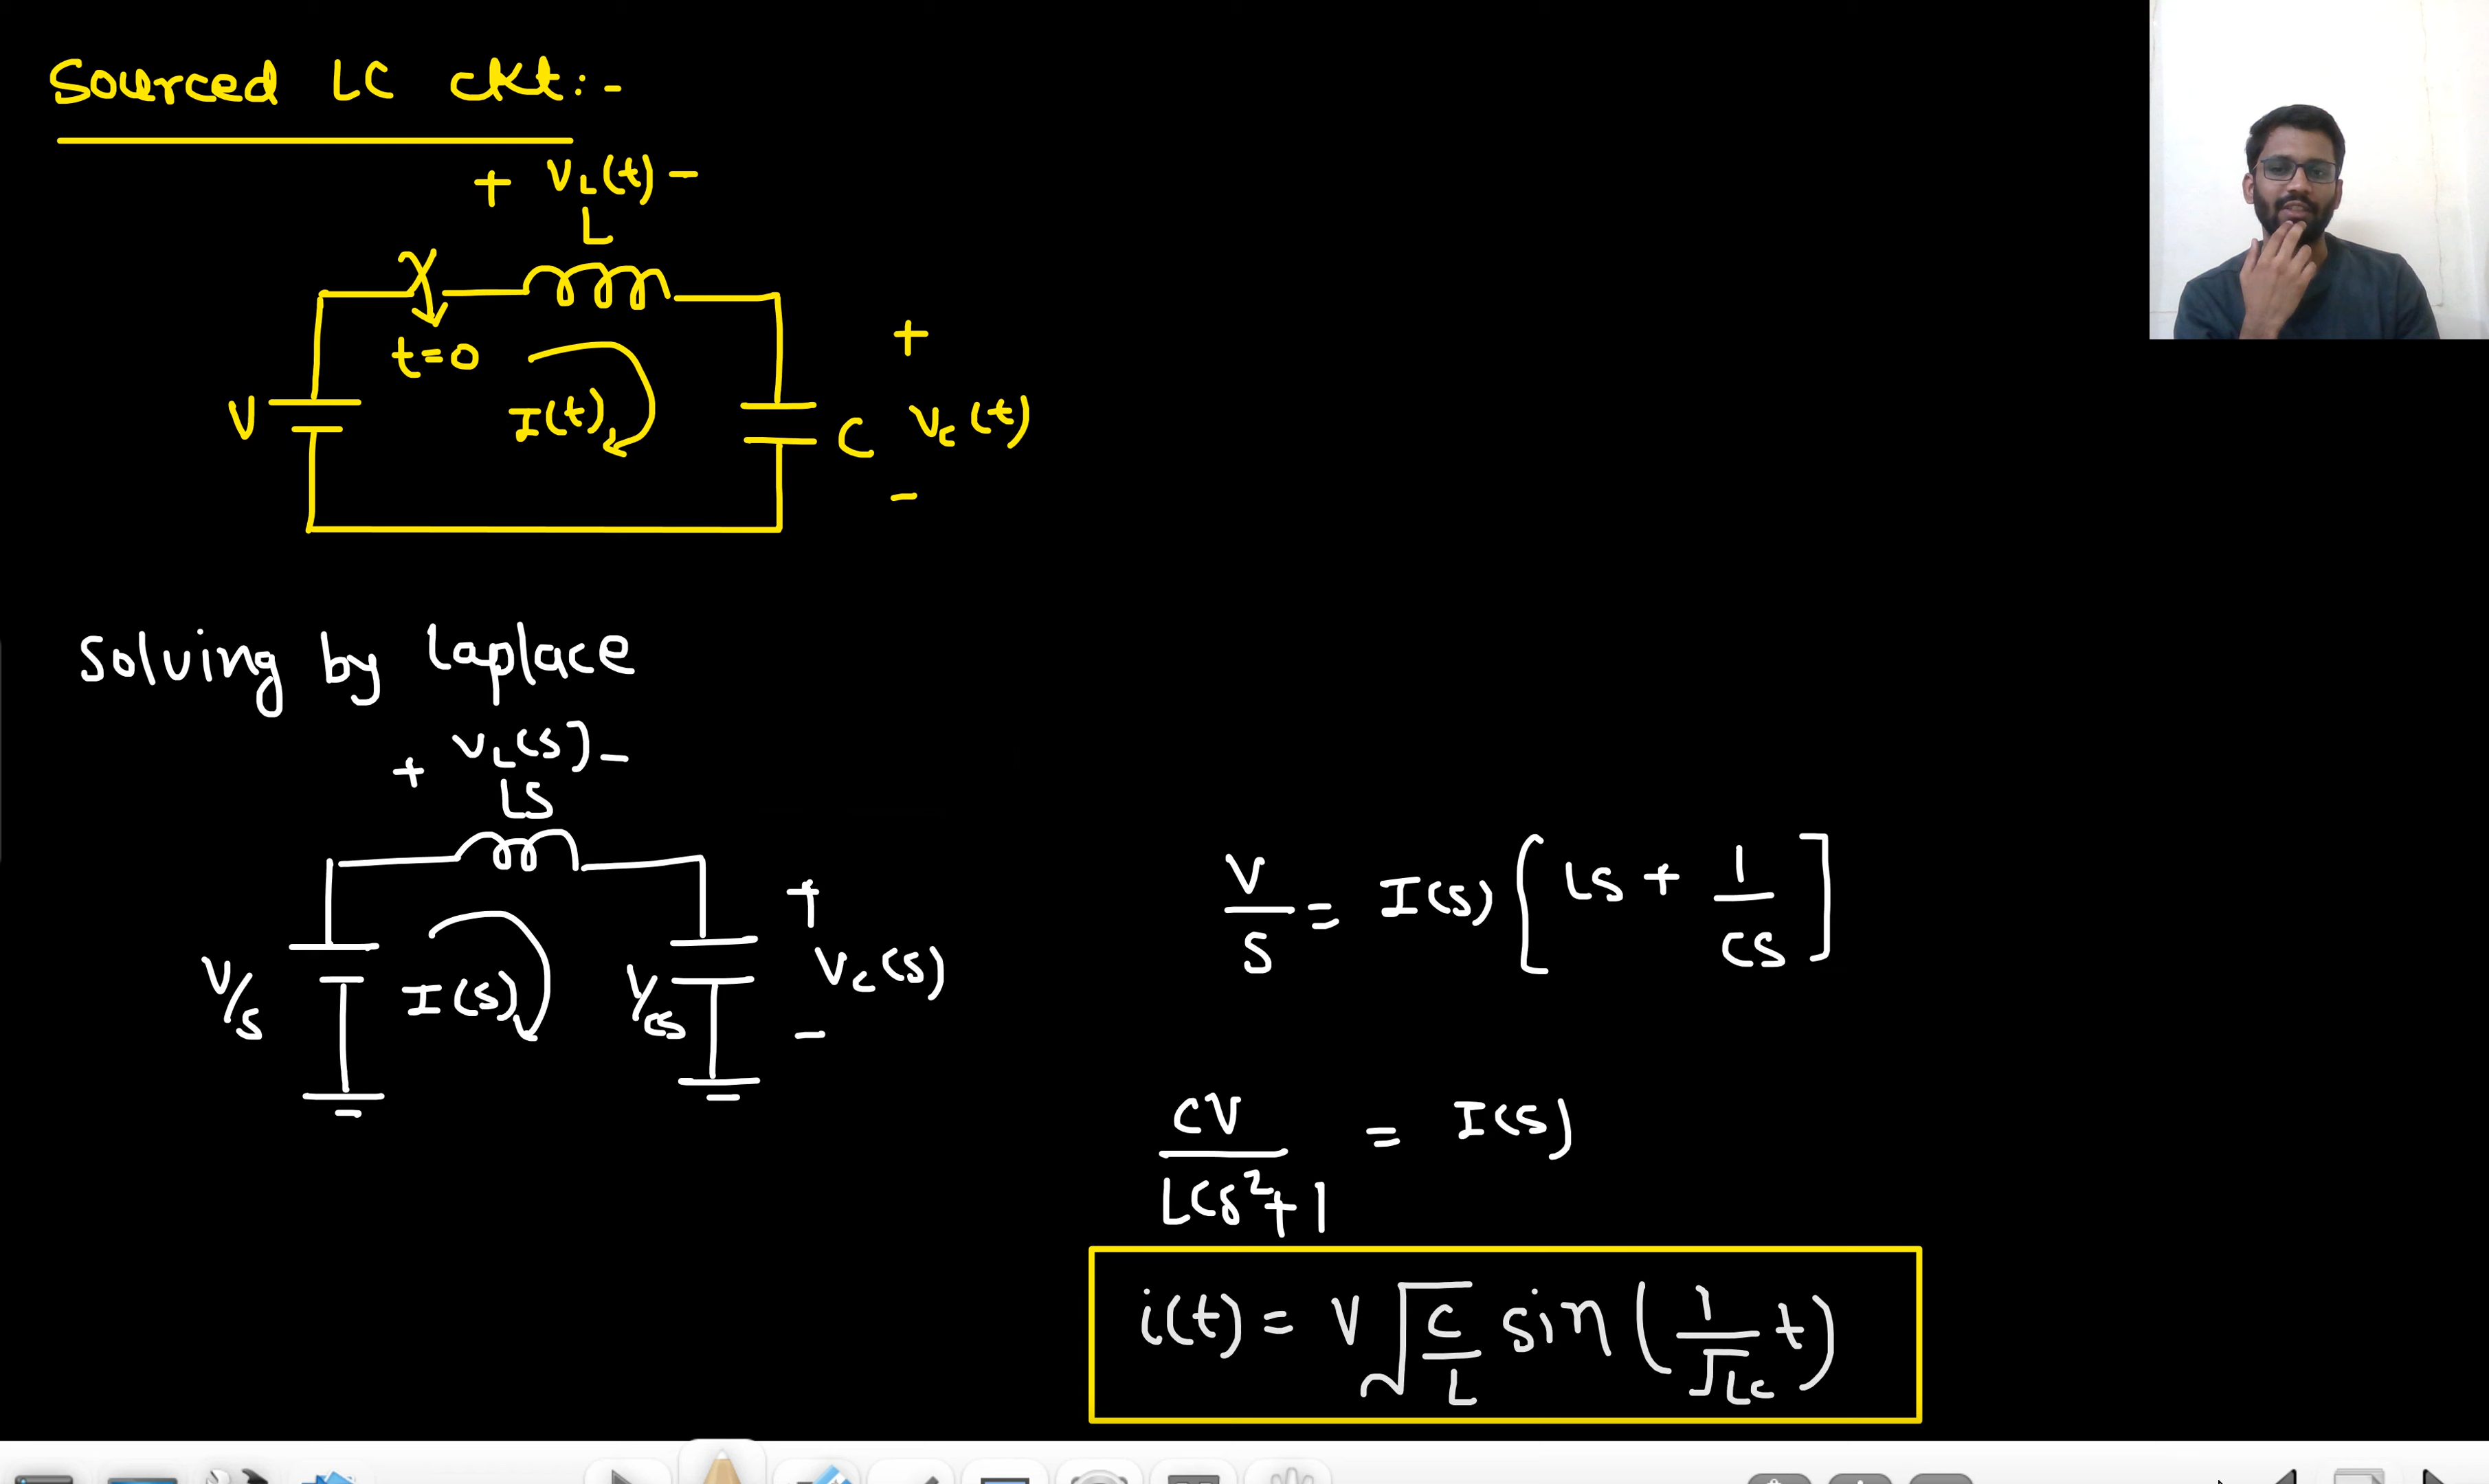 Sourced LC ckt:-
+ VL(t) -
L
t=0
I(t)
V
C
+
Vc(t)
-
Solving by Laplace
+ VL(s) -
LS
V/s
I(s)
1/cs
+
Vc(s)
-
V/s = I(s) [LS + 1/CS]
CV/(LCs²+1) = I(s)
i(t) = V √(C/L) sin(1/√LC t)